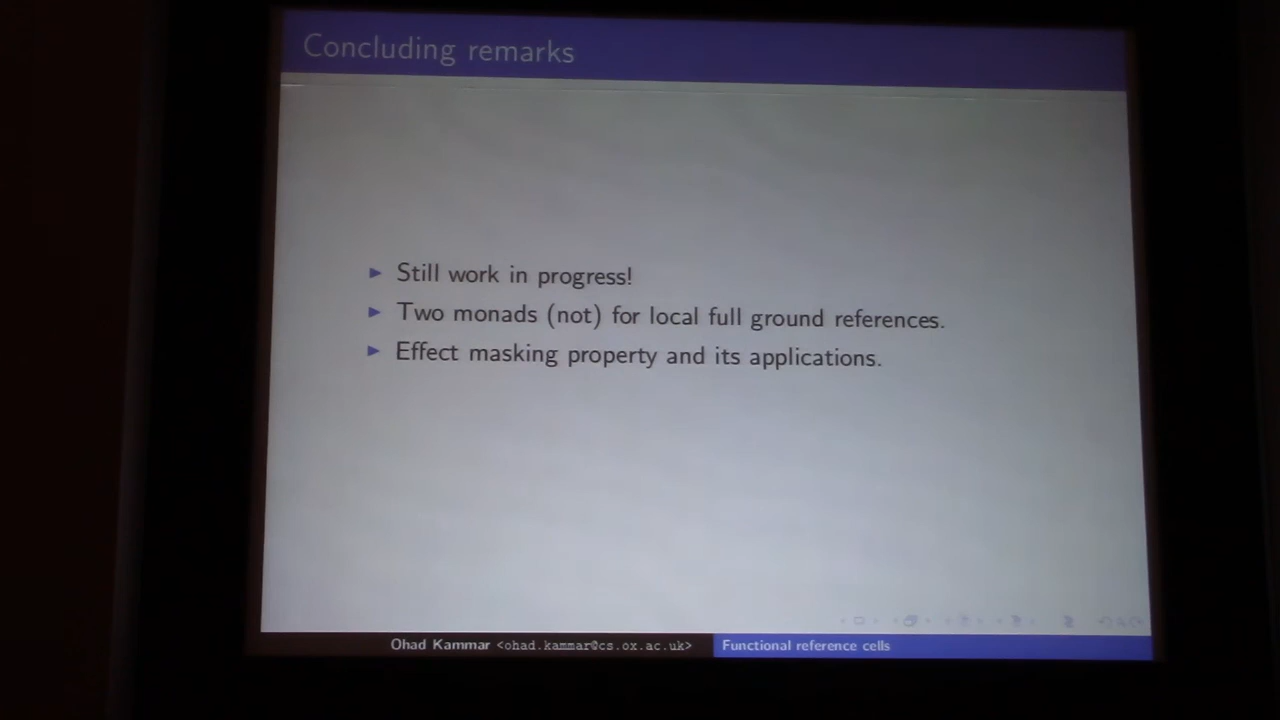 Concluding remarks
Still work in progress!
Two monads (not) for local full ground references.
Effect masking property and its applications.
Ohad Kammar <ohad.kammar@cs.ox.ac.uk> Functional reference cells